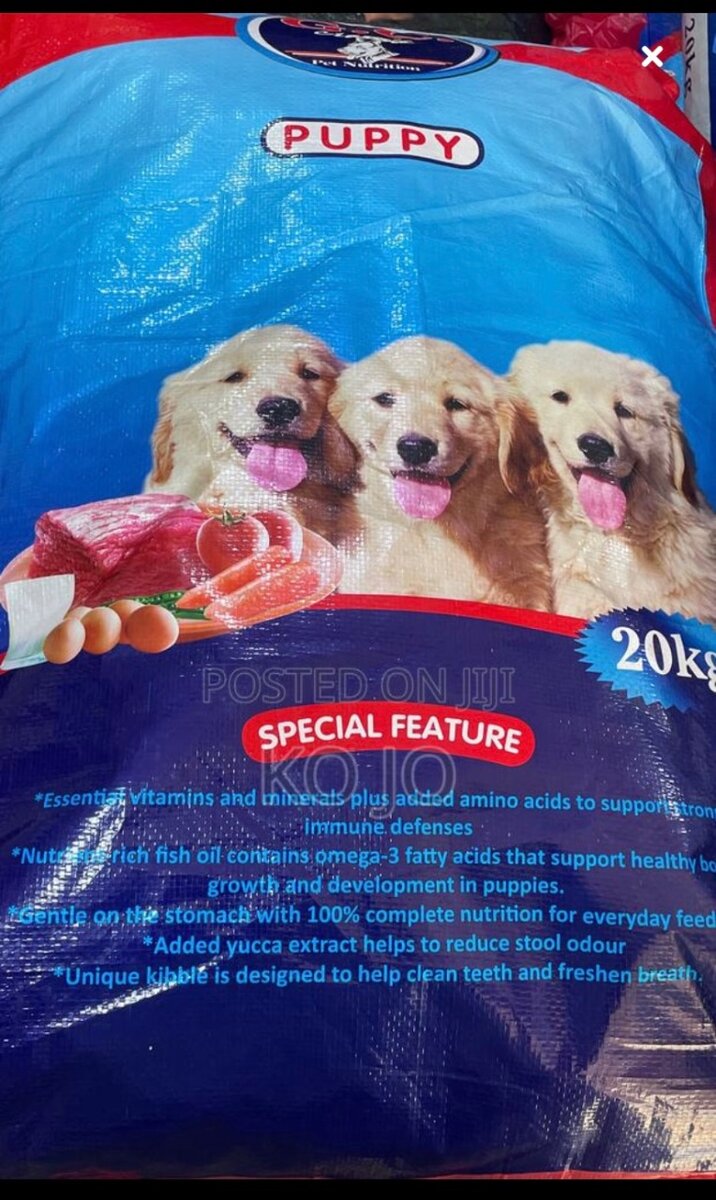 Pet Nutrition
20kg
PUPPY
20kg
POSTED ON JIJI
SPECIAL FEATURE
KOJO
*Essential vitamins and minerals plus added amino acids to support
immune defenses
rich fish oil contains omega-3 fatty acids that support healthy
growth and development in puppies.
*Gentle on the stomach with 100% complete nutrition for everyday
*Added yucca extract helps to reduce stool odour
*Unique kibble is designed to help clean teeth and freshen breath.